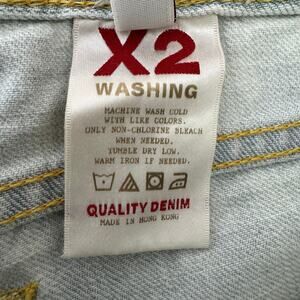 X2
WASHING
MACHINE WASH COLD
WITH LIKE COLORS.
ONLY NON-CHLORINE BLEACH
WHEN NEEDED.
TUMBLE DRY LOW.
WARM IRON IF NEEDED.
QUALITY DENIM
MADE IN HONG KONG